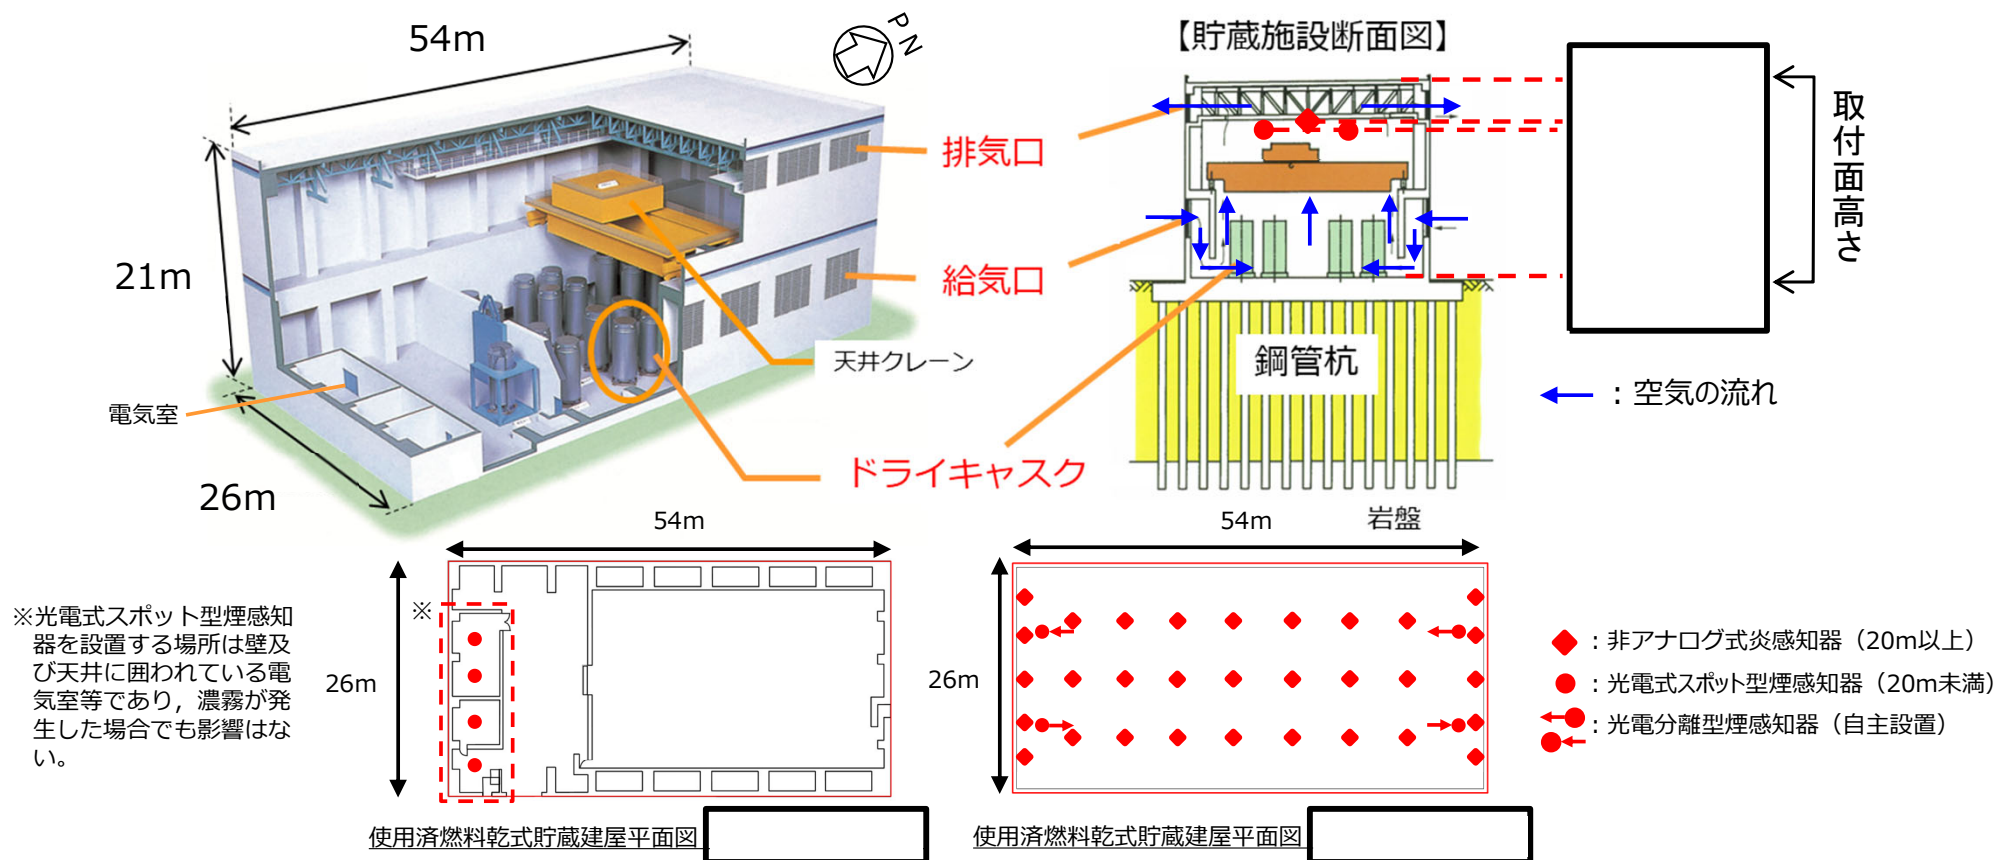 54m
PN
【貯蔵施設断面図】
排気口
取付面高さ
21m
給気口
天井クレーン
鋼管杭
：空気の流れ
電気室
ドライキャスク
26m
岩盤
54m
54m
※
※光電式スポット型煙感知
器を設置する場所は壁及
び天井に囲われている電
気室等であり，濃霧が発
生した場合でも影響はな
い。
26m
26m
：非アナログ式炎感知器（20m以上）
：光電式スポット型煙感知器（20m未満）
：光電分離型煙感知器（自主設置）
使用済燃料乾式貯蔵建屋平面図
使用済燃料乾式貯蔵建屋平面図